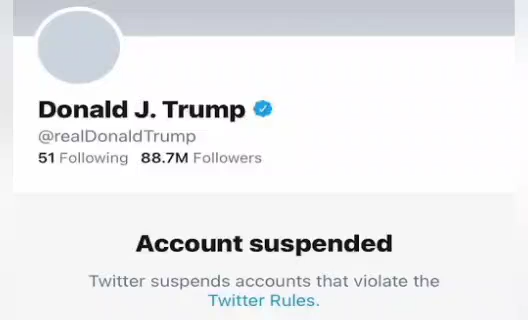 Donald J. Trump
@realDonaldTrump
51 Following 88.7M Followers
Account suspended
Twitter suspends accounts that violate the
Twitter Rules.